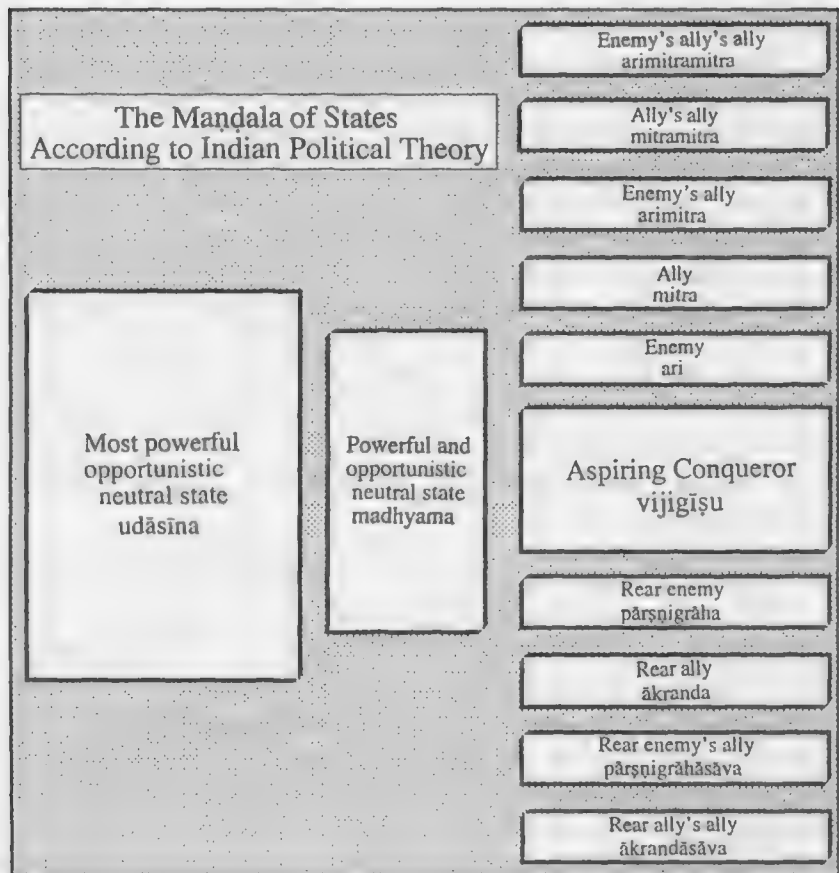 The Maṇḍala of States
According to Indian Political Theory
Enemy's ally's ally
arimitramitra
Ally's ally
mitramitra
Enemy's ally
arimitra
Ally
mitra
Enemy
ari
Most powerful
opportunistic
neutral state
udāsīna
Powerful and
opportunistic
neutral state
madhyama
Aspiring Conqueror
vijigīṣu
Rear enemy
pārṣṇigrāha
Rear ally
ākranda
Rear enemy's ally
pārṣṇigrāhāsāva
Rear ally's ally
ākrandāsāva